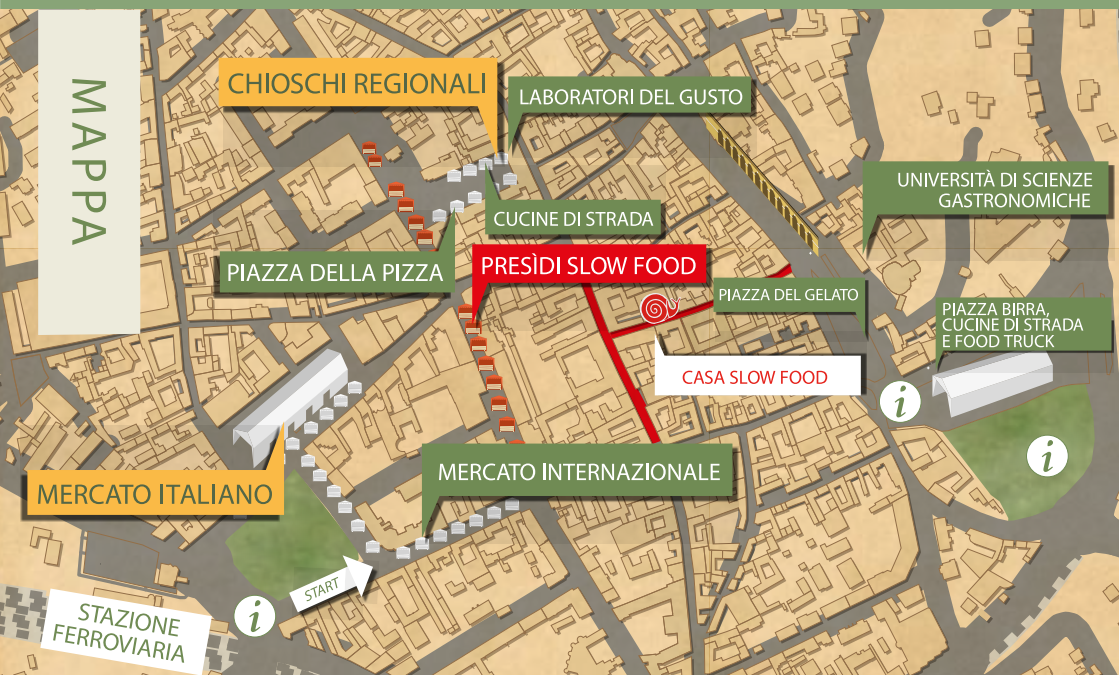 MAPPA
CHIOSCHI REGIONALI
LABORATORI DEL GUSTO
UNIVERSITÀ DI SCIENZE
GASTRONOMICHE
CUCINE DI STRADA
PIAZZA DELLA PIZZA
PRESÌDI SLOW FOOD
PIAZZA DEL GELATO
PIAZZA BIRRA,
CUCINE DI STRADA
E FOOD TRUCK
CASA SLOW FOOD
i
i
MERCATO INTERNAZIONALE
MERCATO ITALIANO
START
i
STAZIONE
FERROVIARIA